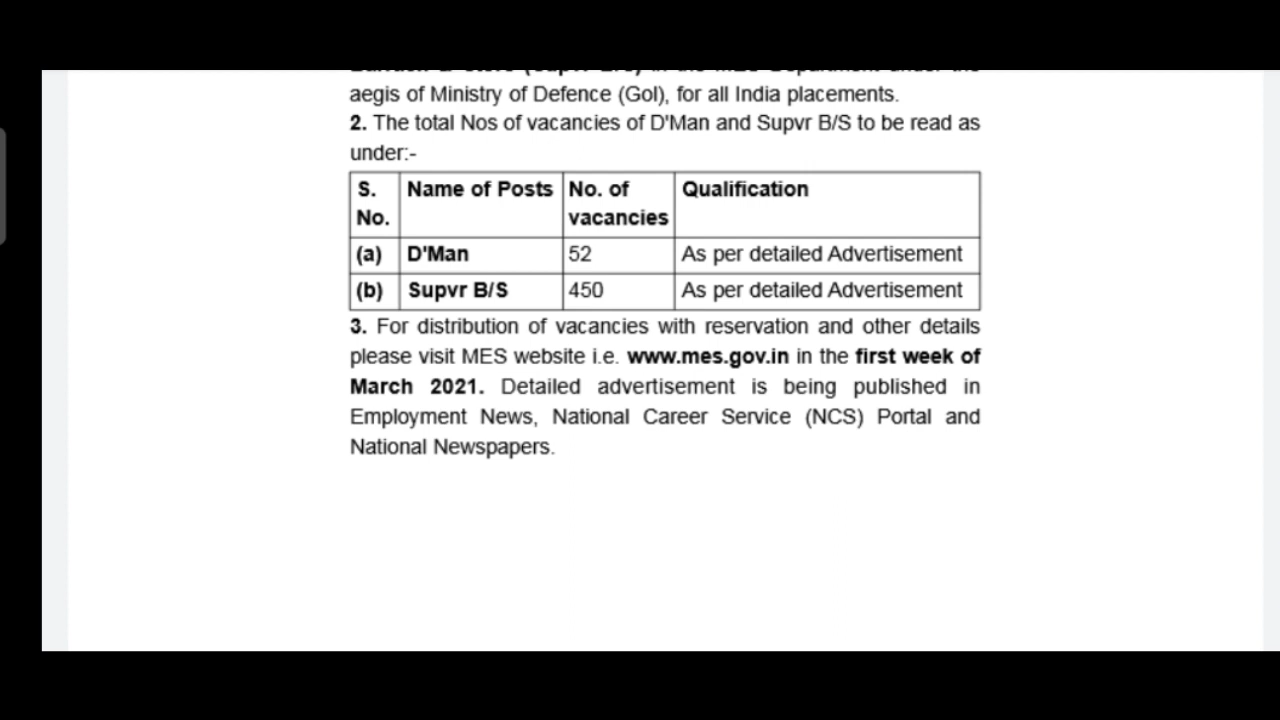 aegis of Ministry of Defence (GoI), for all India placements.
2. The total Nos of vacancies of D'Man and Supvr B/S to be read as
under:-
S. No. Name of Posts No. of vacancies Qualification
(a) D'Man 52 As per detailed Advertisement
(b) Supvr B/S 450 As per detailed Advertisement
3. For distribution of vacancies with reservation and other details
please visit MES website i.e. www.mes.gov.in in the first week of
March 2021. Detailed advertisement is being published in
Employment News, National Career Service (NCS) Portal and
National Newspapers.